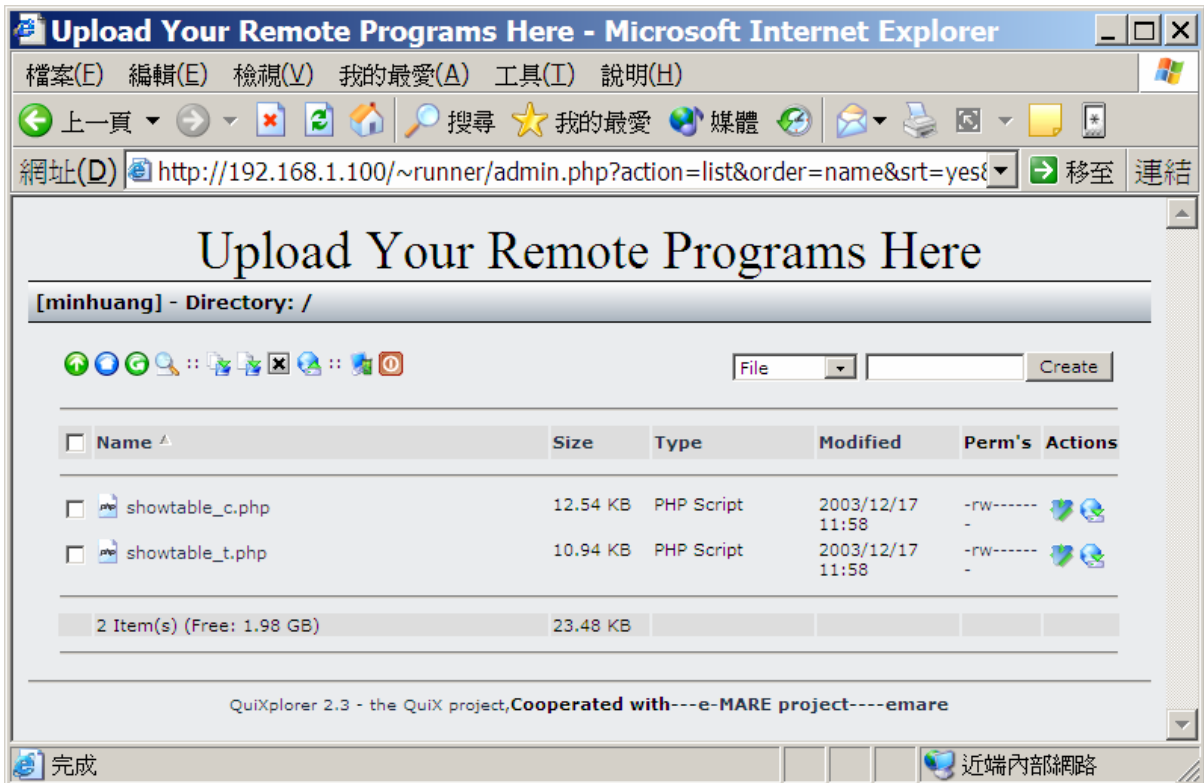 Upload Your Remote Programs Here - Microsoft Internet Explorer
檔案(F) 編輯(E) 檢視(V) 我的最愛(A) 工具(T) 說明(H)
上一頁 搜尋 我的最愛 媒體
網址(D) http://192.168.1.100/~runner/admin.php?action=list&order=name&srt=yes& 移至 連結
Upload Your Remote Programs Here
[minhuang] - Directory: /
File Create
Name Size Type Modified Perm's Actions
showtable_c.php 12.54 KB PHP Script 2003/12/17 -rw------
11:58 -
showtable_t.php 10.94 KB PHP Script 2003/12/17 -rw------
11:58 -
2 Item(s) (Free: 1.98 GB) 23.48 KB
QuiXplorer 2.3 - the QuiX project,Cooperated with---e-MARE project----emare
完成 近端內部網路